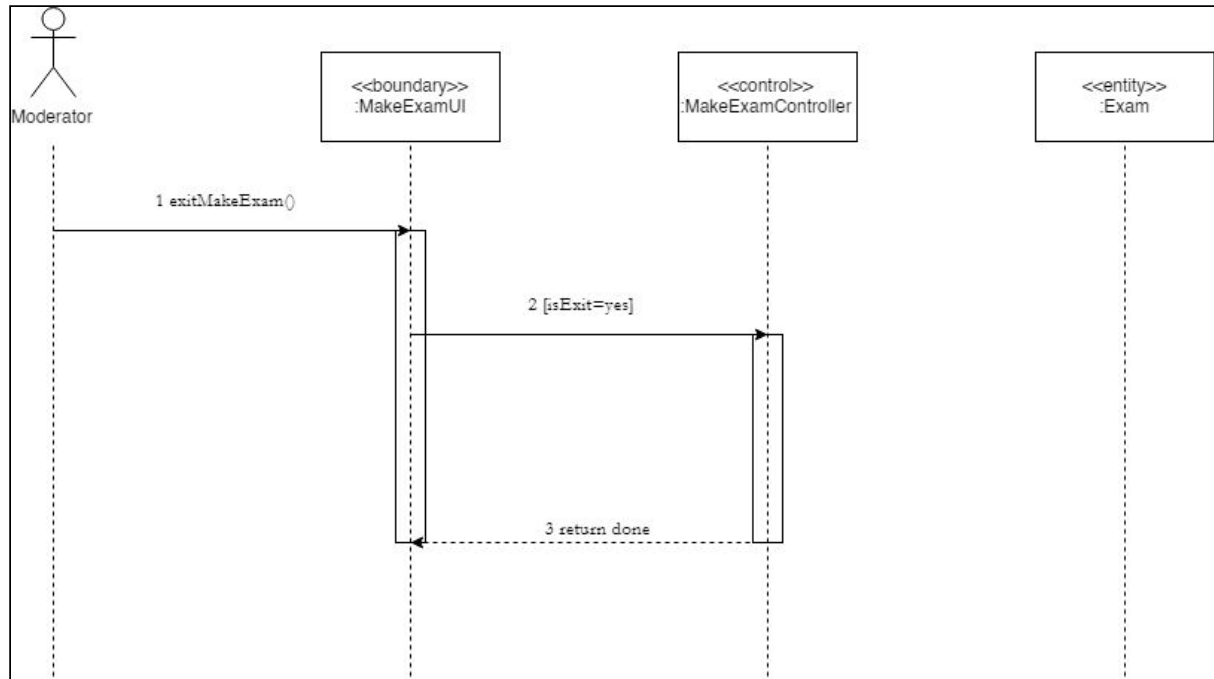 Moderator
<<boundary>>
:MakeExamUI
<<control>>
:MakeExamController
<<entity>>
:Exam
1 exitMakeExam()
2 [isExit=yes]
3 return done